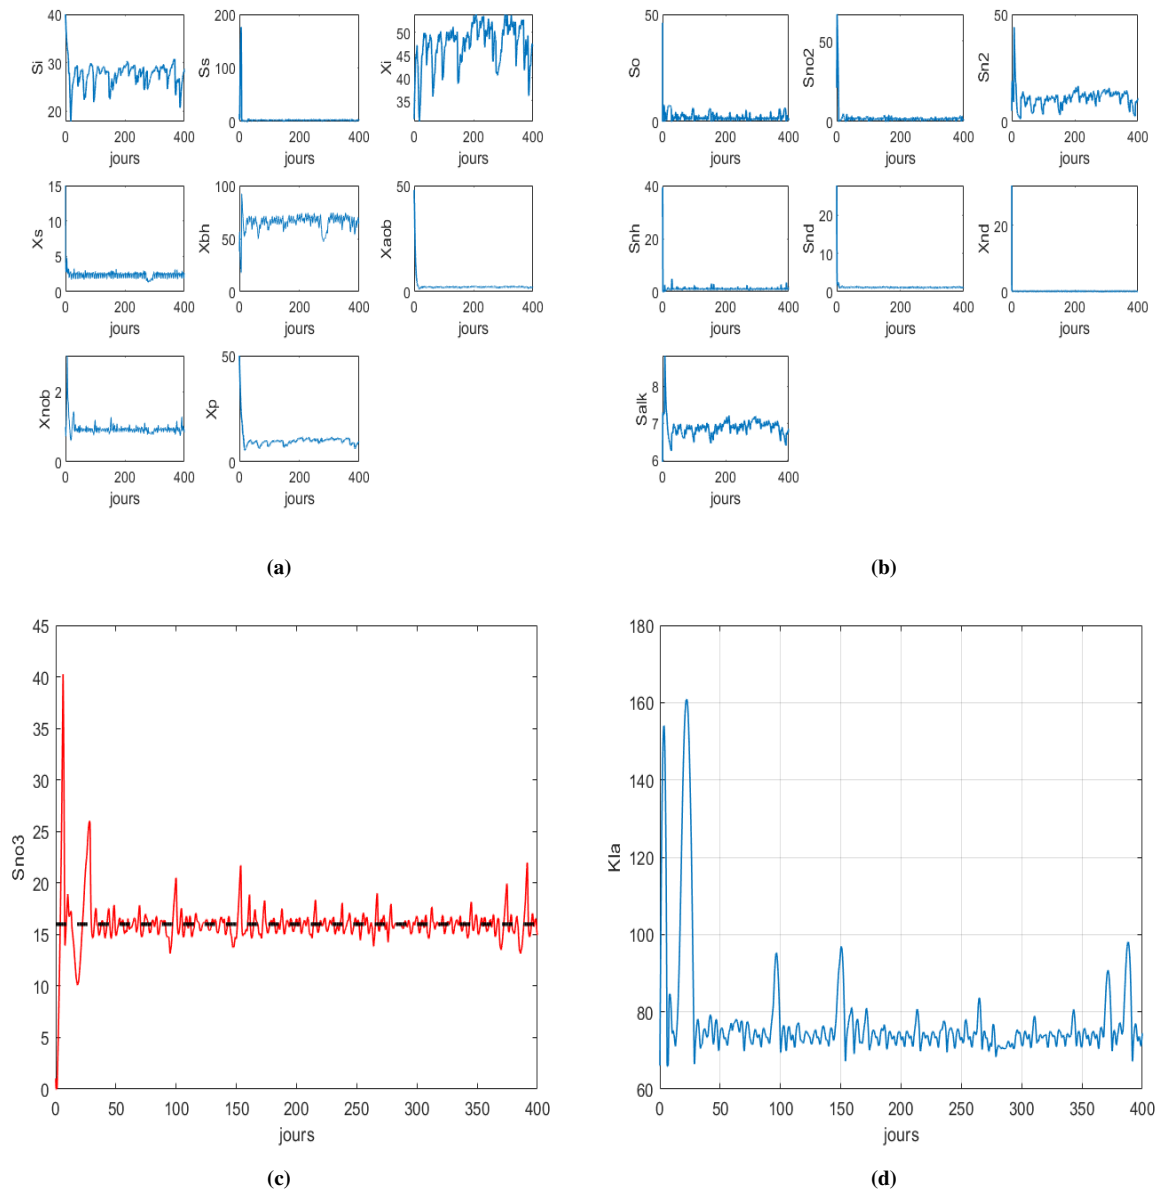 40
30
20
Si
0 200 400
jours
200
150
100
50
0
Ss
0 200 400
jours
50
45
40
35
Xi
0 200 400
jours
50
0
So
0 200 400
jours
50
0
Sno2
0 200 400
jours
50
0
Sn2
0 200 400
jours
15
10
5
0
Xs
0 200 400
jours
100
50
0
Xbh
0 200 400
jours
50
0
Xaob
0 200 400
jours
40
20
0
Snh
0 200 400
jours
20
0
Snd
0 200 400
jours
20
0
Xnd
0 200 400
jours
2
0
Xnob
0 200 400
jours
50
0
Xp
0 200 400
jours
8
7
6
Salk
0 200 400
jours
(a)
(b)
45
40
35
30
25
20
15
10
5
0
Sno3
0 50 100 150 200 250 300 350 400
jours
180
160
140
120
100
80
60
Kla
0 50 100 150 200 250 300 350 400
jours
(c)
(d)